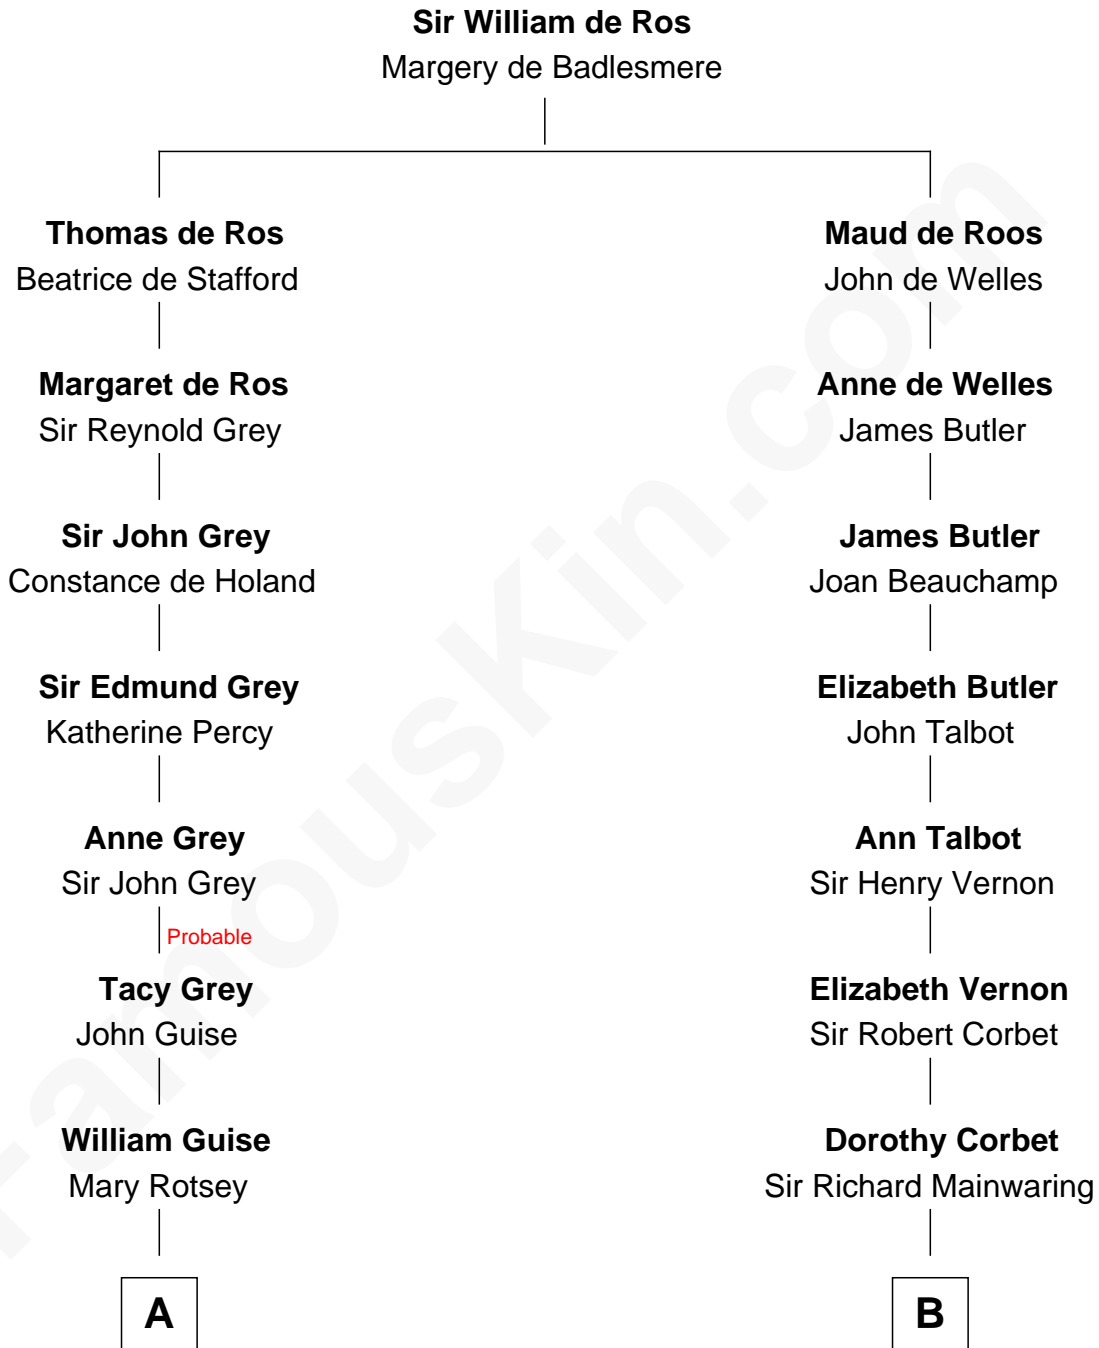 Sir William de Ros
Margery de Badlesmere
Thomas de Ros
Beatrice de Stafford
Margaret de Ros
Sir Reynold Grey
Sir John Grey
Constance de Holand
Sir Edmund Grey
Katherine Percy
Anne Grey
Sir John Grey
Probable
Tacy Grey
John Guise
William Guise
Mary Rotsey
A
Maud de Roos
John de Welles
Anne de Welles
James Butler
James Butler
Joan Beauchamp
Elizabeth Butler
John Talbot
Ann Talbot
Sir Henry Vernon
Elizabeth Vernon
Sir Robert Corbet
Dorothy Corbet
Sir Richard Mainwaring
B
FamousKin.com